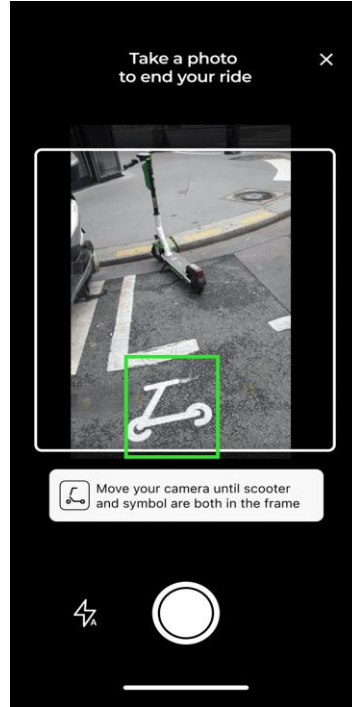 Take a photo
to end your ride
Move your camera until scooter
and symbol are both in the frame